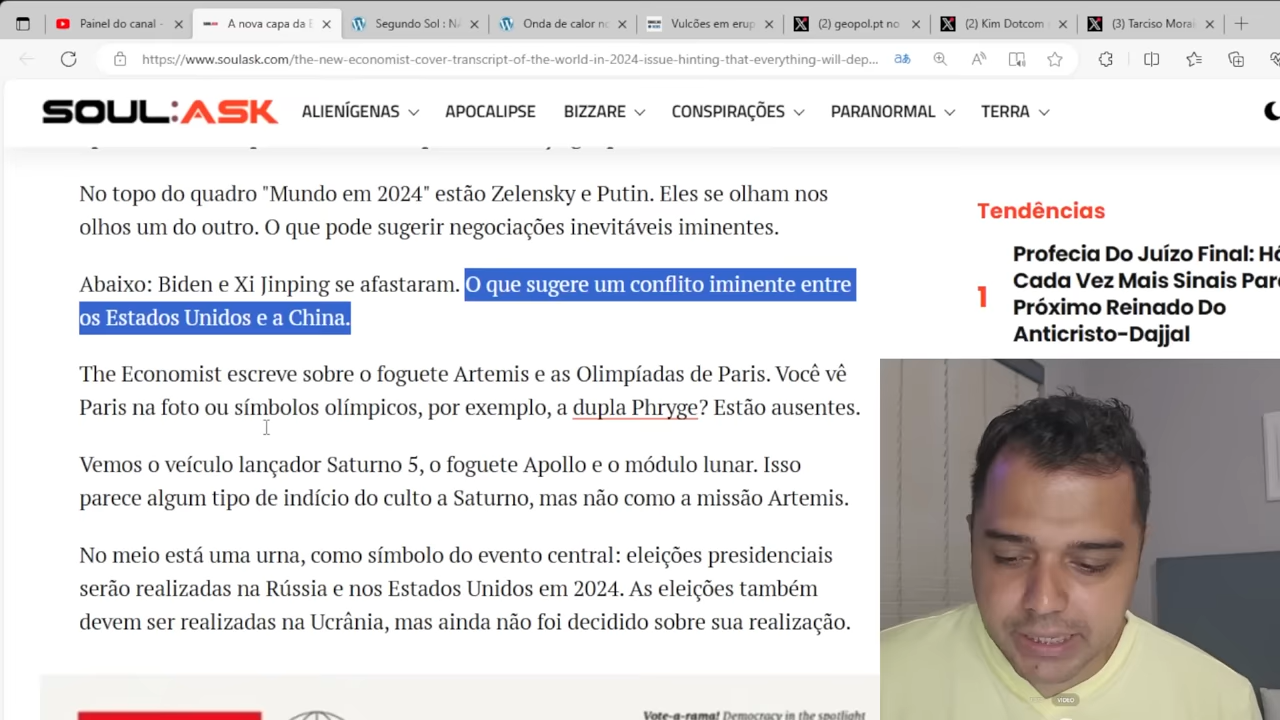 Painel do canal -
A nova capa da E
Segundo Sol : NA
Onda de calor no
Vulcões em erup
(2) geopol.pt no
(2) Kim Dotcom
(3) Tarciso Morai
https://www.soulask.com/the-new-economist-cover-transcript-of-the-world-in-2024-issue-hinting-that-everything-will-dep...
SOUL:ASK
ALIENÍGENAS
APOCALIPSE
BIZZARE
CONSPIRAÇÕES
PARANORMAL
TERRA
No topo do quadro "Mundo em 2024" estão Zelensky e Putin. Eles se olham nos
olhos um do outro. O que pode sugerir negociações inevitáveis iminentes.
Abaixo: Biden e Xi Jinping se afastaram. O que sugere um conflito iminente entre
os Estados Unidos e a China.
The Economist escreve sobre o foguete Artemis e as Olimpíadas de Paris. Você vê
Paris na foto ou símbolos olímpicos, por exemplo, a dupla Phryge? Estão ausentes.
Vemos o veículo lançador Saturno 5, o foguete Apollo e o módulo lunar. Isso
parece algum tipo de indício do culto a Saturno, mas não como a missão Artemis.
No meio está uma urna, como símbolo do evento central: eleições presidenciais
serão realizadas na Rússia e nos Estados Unidos em 2024. As eleições também
devem ser realizadas na Ucrânia, mas ainda não foi decidido sobre sua realização.
Vote-a-rama! Democracy in the spotlight
Tendências
1
Profecia Do Juízo Final: Há
Cada Vez Mais Sinais Para
Próximo Reinado Do
Anticristo-Dajjal
VIDEO